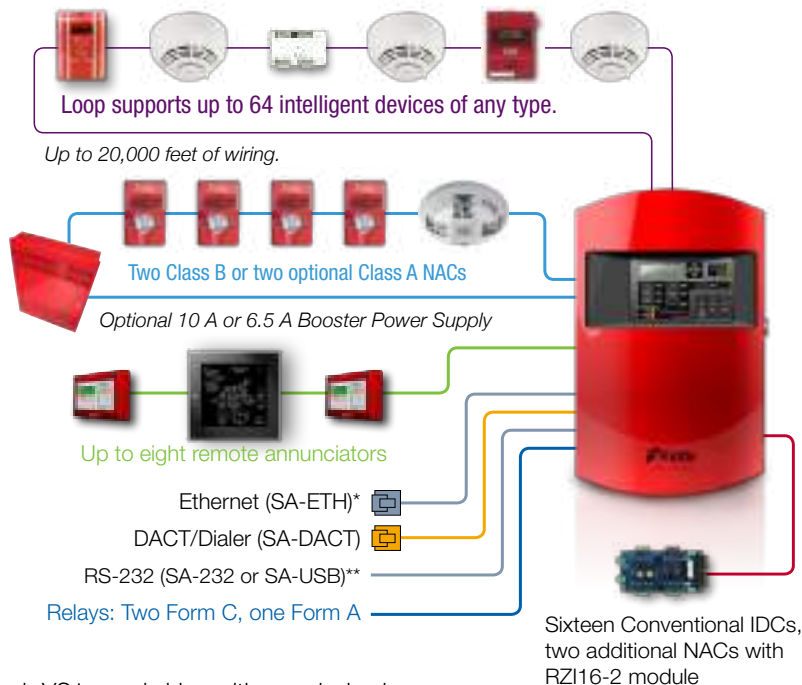 Loop supports up to 64 intelligent devices of any type.
Up to 20,000 feet of wiring.
Two Class B or two optional Class A NACs
Optional 10 A or 6.5 A Booster Power Supply
Up to eight remote annunciators
Ethernet (SA-ETH)*
DACT/Dialer (SA-DACT)
RS-232 (SA-232 or SA-USB)**
Relays: Two Form C, one Form A
Sixteen Conventional IDCs,
two additional NACs with
RZI16-2 module